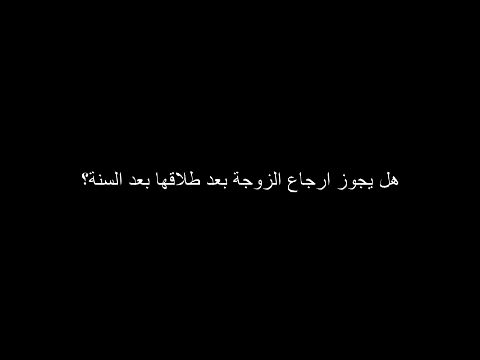 هل يجوز ارجاع الزوجة بعد طلاقها بعد السنة؟